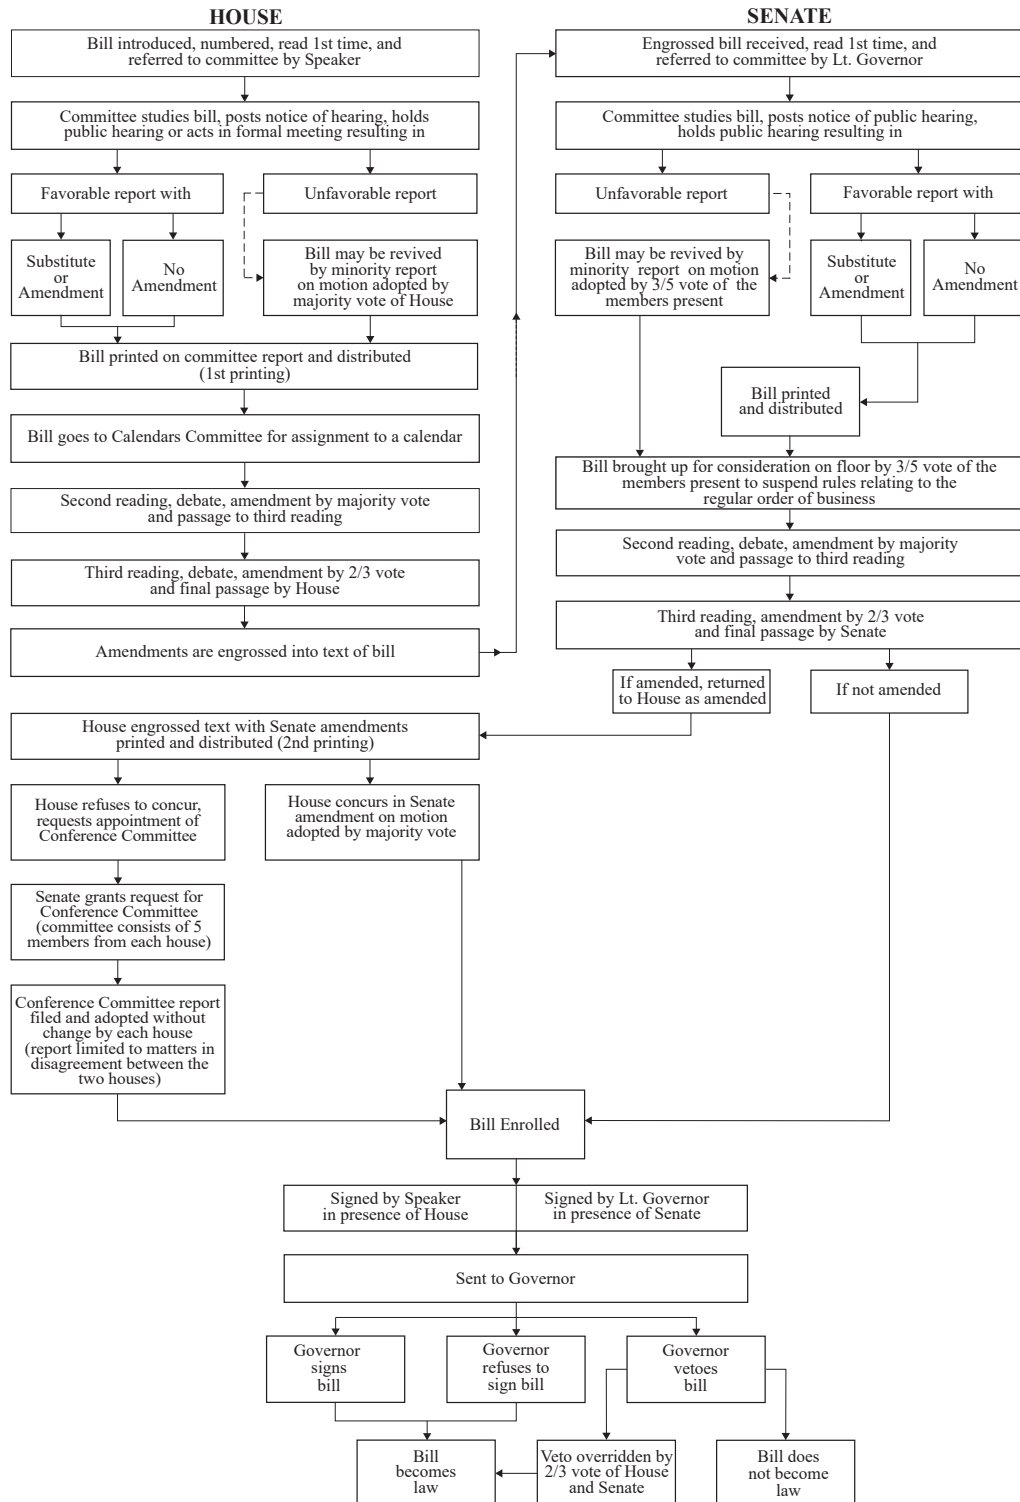 HOUSE
Bill introduced, numbered, read 1st time, and
referred to committee by Speaker
Committee studies bill, posts notice of hearing, holds
public hearing or acts in formal meeting resulting in
Favorable report with
Unfavorable report
Substitute
or
Amendment
No
Amendment
Bill may be revived
by minority report
on motion adopted by
majority vote of House
Bill printed on committee report and distributed
(1st printing)
Bill goes to Calendars Committee for assignment to a calendar
Second reading, debate, amendment by majority vote
and passage to third reading
Third reading, debate, amendment by 2/3 vote
and final passage by House
Amendments are engrossed into text of bill
SENATE
Engrossed bill received, read 1st time, and
referred to committee by Lt. Governor
Committee studies bill, posts notice of public hearing,
holds public hearing resulting in
Unfavorable report
Favorable report with
Bill may be revived by
minority report on motion
adopted by 3/5 vote of the
members present
Substitute
or
Amendment
No
Amendment
Bill printed
and distributed
Bill brought up for consideration on floor by 3/5 vote of the
members present to suspend rules relating to the
regular order of business
Second reading, debate, amendment by majority
vote and passage to third reading
Third reading, amendment by 2/3 vote
and final passage by Senate
If amended, returned
to House as amended
If not amended
House engrossed text with Senate amendments
printed and distributed (2nd printing)
House refuses to concur,
requests appointment of
Conference Committee
House concurs in Senate
amendment on motion
adopted by majority vote
Senate grants request for
Conference Committee
(committee consists of 5
members from each house)
Conference Committee report
filed and adopted without
change by each house
(report limited to matters in
disagreement between the
two houses)
Bill Enrolled
Signed by Speaker
in presence of House
Signed by Lt. Governor
in presence of Senate
Sent to Governor
Governor
signs
bill
Governor
refuses to
sign bill
Governor
vetoes
bill
Bill
becomes
law
Veto overridden by
2/3 vote of House
and Senate
Bill does
not become
law